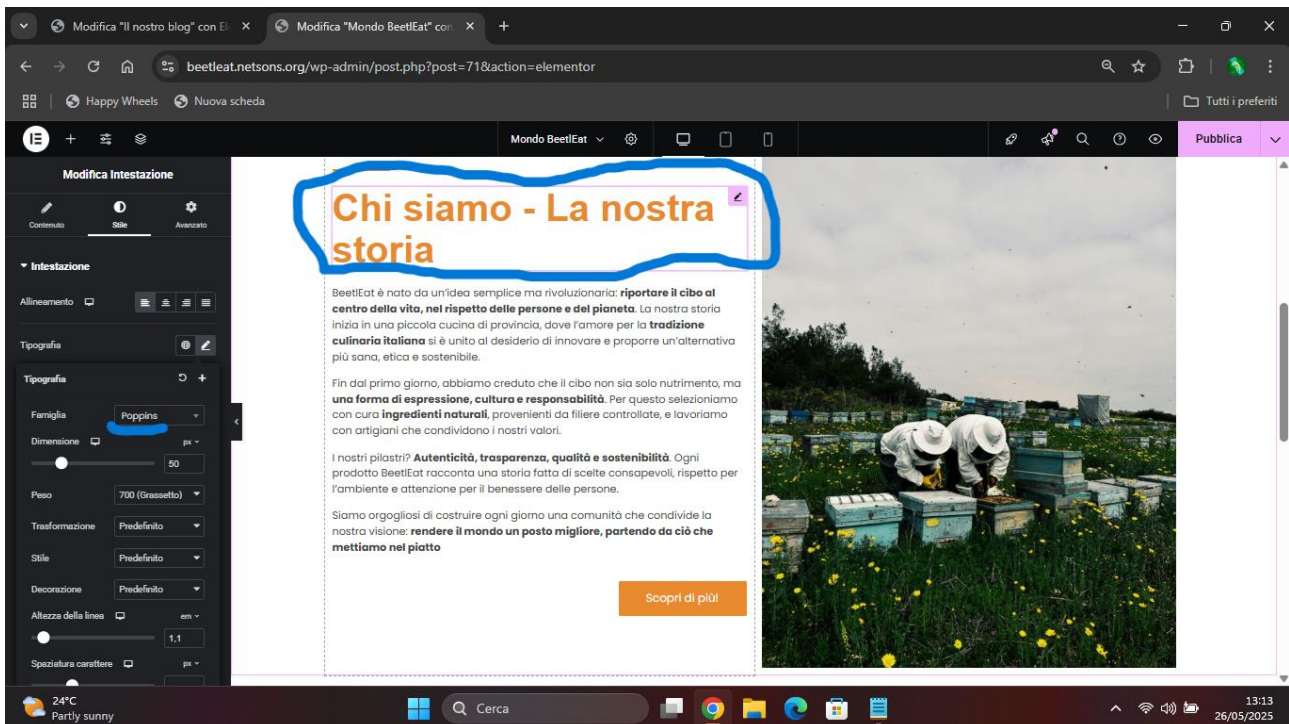 Modifica "Il nostro blog" con El
Modifica "Mondo BeetlEat" con
beetleat.netsons.org/wp-admin/post.php?post=71&action=elementor
Happy Wheels
Nuova scheda
Tutti i preferiti
Mondo BeetlEat
Pubblica
Modifica Intestazione
Contenuto
Stile
Avanzato
Intestazione
Allineamento
Tipografia
Tipografia
Famiglia
Poppins
Dimensione
px
50
Peso
700 (Grassetto)
Trasformazione
Predefinito
Stile
Predefinito
Decorazione
Predefinito
Altezza della linea
em
1,1
Spaziatura carattere
px
Chi siamo - La nostra
storia
BeetlEat è nato da un'idea semplice ma rivoluzionaria: riportare il cibo al
centro della vita, nel rispetto delle persone e del pianeta. La nostra storia
inizia in una piccola cucina di provincia, dove l'amore per la tradizione
culinaria italiana si è unito al desiderio di innovare e proporre un'alternativa
più sana, etica e sostenibile.
Fin dal primo giorno, abbiamo creduto che il cibo non sia solo nutrimento, ma
una forma di espressione, cultura e responsabilità. Per questo selezioniamo
con cura ingredienti naturali, provenienti da filiere controllate, e lavoriamo
con artigiani che condividono i nostri valori.
I nostri pilastri? Autenticità, trasparenza, qualità e sostenibilità. Ogni
prodotto BeetlEat racconta una storia fatta di scelte consapevoli, rispetto per
l'ambiente e attenzione per il benessere delle persone.
Siamo orgogliosi di costruire ogni giorno una comunità che condivide la
nostra visione: rendere il mondo un posto migliore, partendo da ciò che
mettiamo nel piatto
Scopri di più!
24°C
Partly sunny
Cerca
13:13
26/05/2025